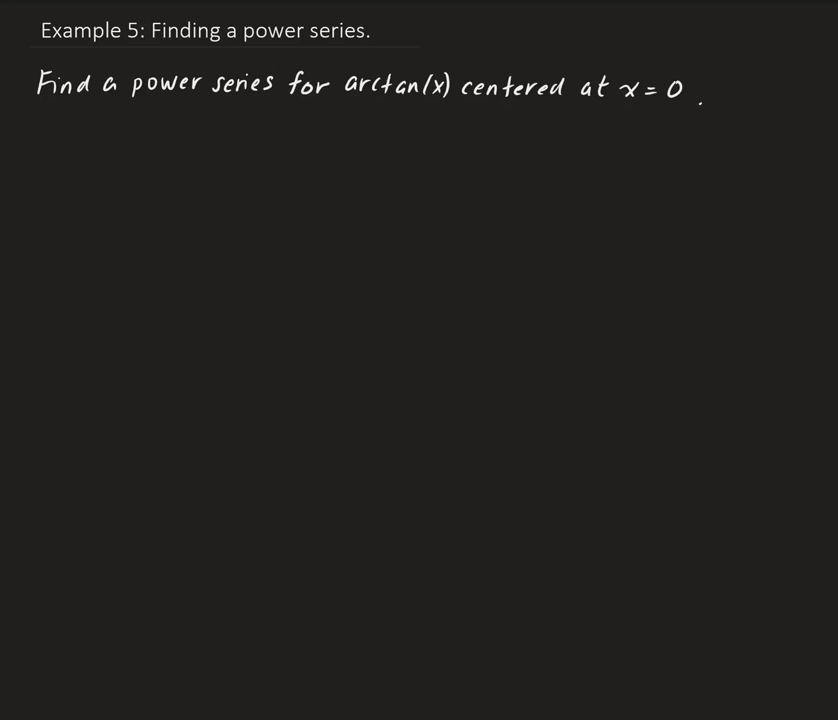 Example 5: Finding a power series.
Find a power series for arctan(x) centered at x = 0.